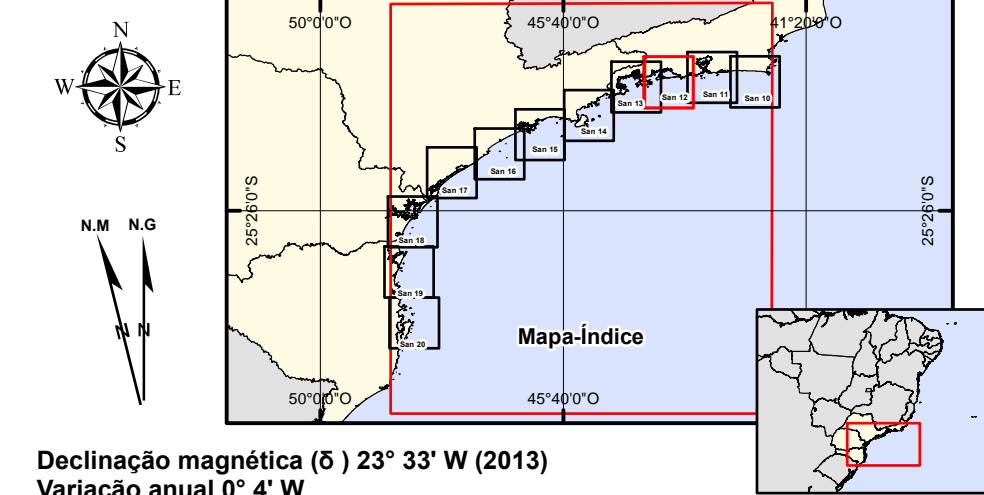 50°0'0"O
45°40'0"O
41°20'0"O
N
W
E
S
San 13
San 12
San 11
San 10
San 14
San 15
San 16
San 17
25°26'0"S
25°26'0"S
San 18
N.M
N.G
San 19
N
N
San 20
Mapa-Índice
50°0'0"O
45°40'0"O
Declinação magnética (δ ) 23° 33' W (2013)
Variação anual 0° 4' W